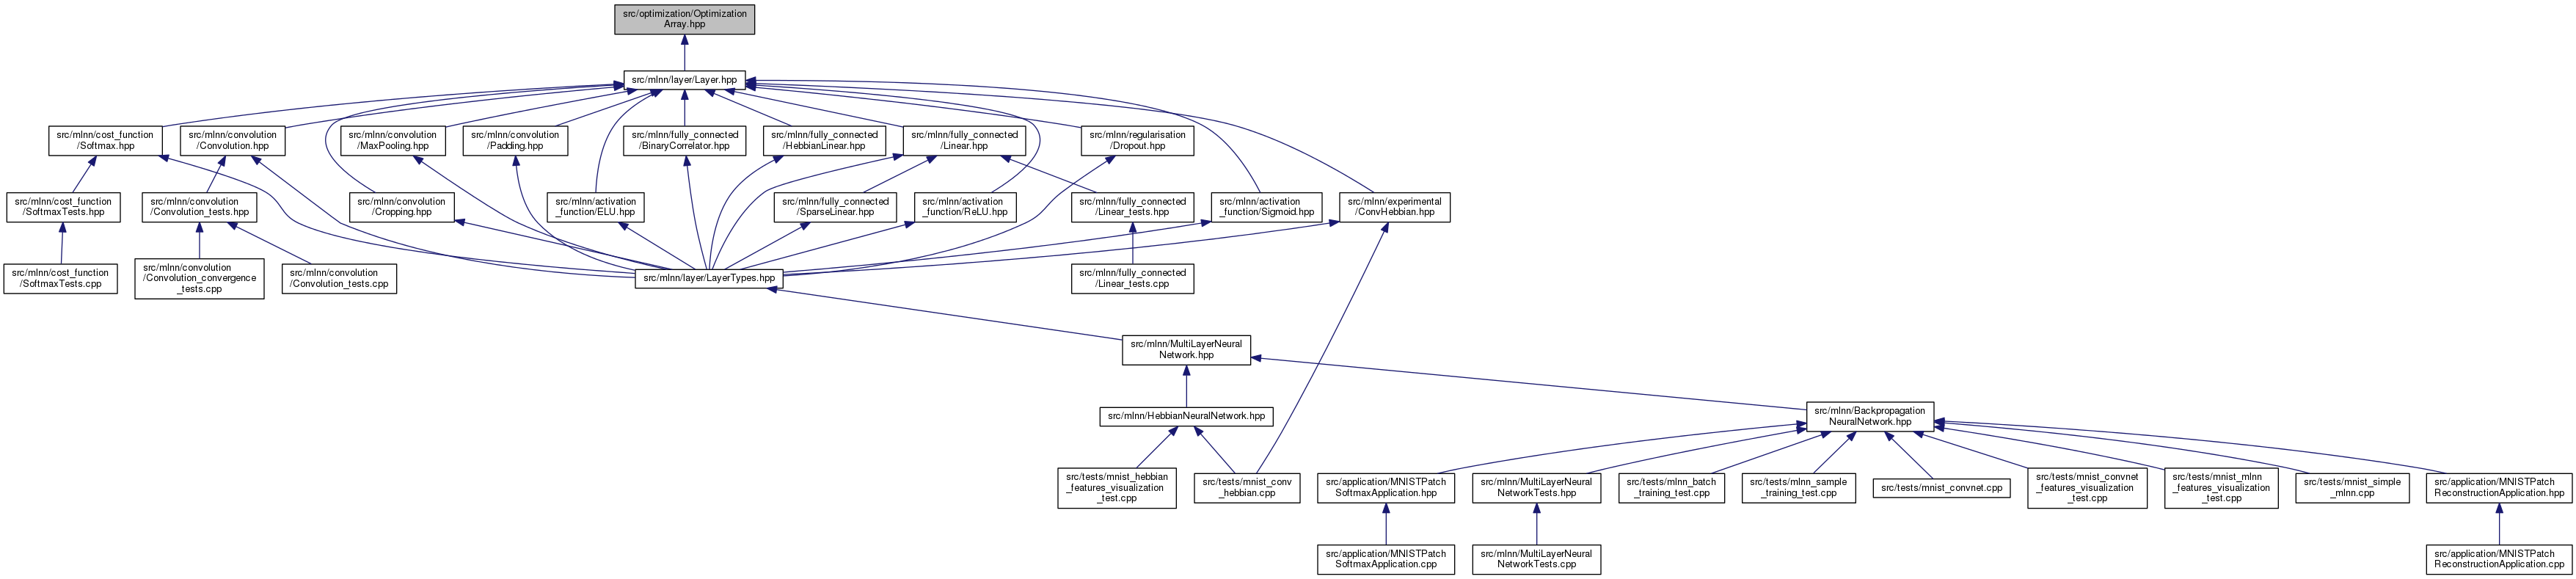 src/optimization/Optimization
Array.hpp
src/mlnn/layer/Layer.hpp
src/mlnn/cost_function
/Softmax.hpp
src/mlnn/convolution
/Convolution.hpp
src/mlnn/convolution
/MaxPooling.hpp
src/mlnn/convolution
/Padding.hpp
src/mlnn/fully_connected
/BinaryCorrelator.hpp
src/mlnn/fully_connected
/HebbianLinear.hpp
src/mlnn/fully_connected
/Linear.hpp
src/mlnn/regularisation
/Dropout.hpp
src/mlnn/cost_function
/SoftmaxTests.hpp
src/mlnn/convolution
/Convolution_tests.hpp
src/mlnn/convolution
/Cropping.hpp
src/mlnn/activation
_function/ELU.hpp
src/mlnn/fully_connected
/SparseLinear.hpp
src/mlnn/activation
_function/ReLU.hpp
src/mlnn/fully_connected
/Linear_tests.hpp
src/mlnn/activation
_function/Sigmoid.hpp
src/mlnn/experimental
/ConvHebbian.hpp
src/mlnn/cost_function
/SoftmaxTests.cpp
src/mlnn/convolution
/Convolution_convergence
_tests.cpp
src/mlnn/convolution
/Convolution_tests.cpp
src/mlnn/layer/LayerTypes.hpp
src/mlnn/fully_connected
/Linear_tests.cpp
src/mlnn/MultiLayerNeural
Network.hpp
src/mlnn/HebbianNeuralNetwork.hpp
src/mlnn/Backpropagation
NeuralNetwork.hpp
src/tests/mnist_hebbian
_features_visualization
_test.cpp
src/tests/mnist_conv
_hebbian.cpp
src/application/MNISTPatch
SoftmaxApplication.hpp
src/mlnn/MultiLayerNeural
NetworkTests.hpp
src/tests/mlnn_batch
_training_test.cpp
src/tests/mlnn_sample
_training_test.cpp
src/tests/mnist_convnet.cpp
src/tests/mnist_convnet
_features_visualization
_test.cpp
src/tests/mnist_mlnn
_features_visualization
_test.cpp
src/tests/mnist_simple
_mlnn.cpp
src/application/MNISTPatch
ReconstructionApplication.hpp
src/application/MNISTPatch
SoftmaxApplication.cpp
src/mlnn/MultiLayerNeural
NetworkTests.cpp
src/application/MNISTPatch
ReconstructionApplication.cpp